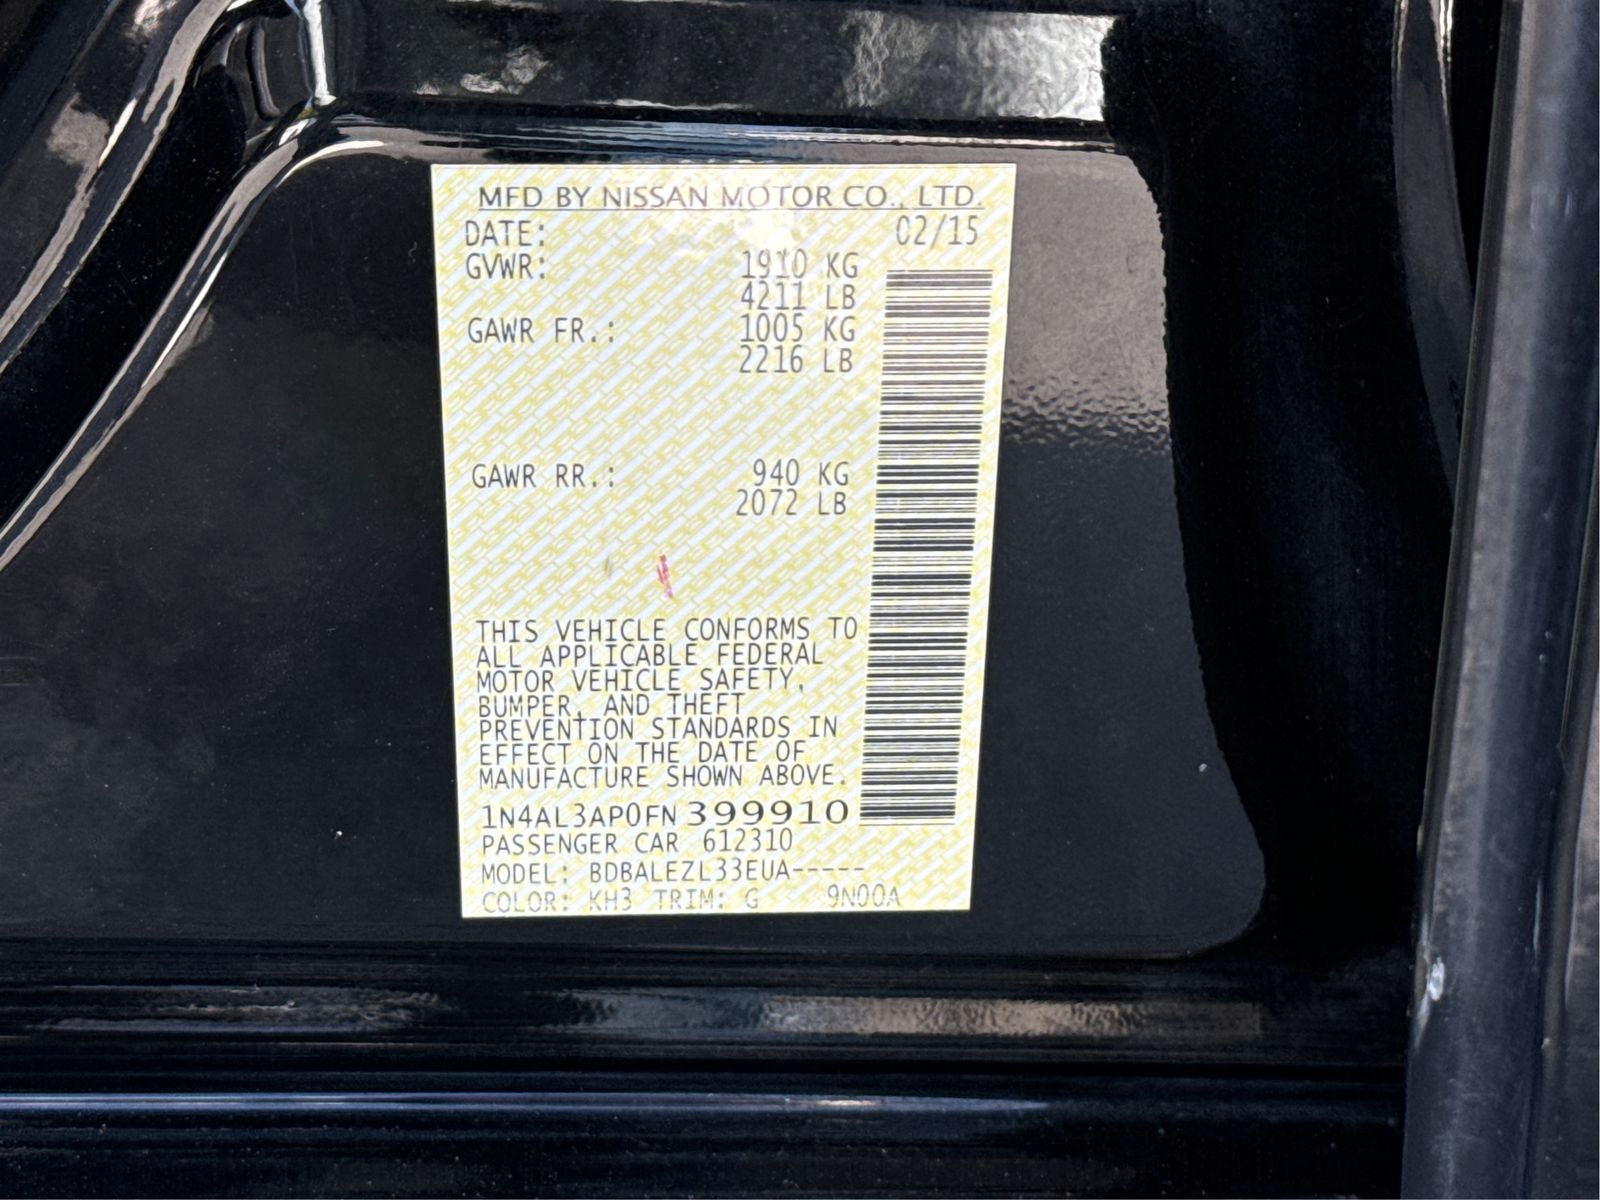 MFD BY NISSAN MOTOR CO., LTD.
DATE: 02/15
GVWR: 1910 KG
4211 LB
GAWR FR.: 1005 KG
2216 LB
GAWR RR.: 940 KG
2072 LB
THIS VEHICLE CONFORMS TO
ALL APPLICABLE FEDERAL
MOTOR VEHICLE SAFETY,
BUMPER, AND THEFT
PREVENTION STANDARDS IN
EFFECT ON THE DATE OF
MANUFACTURE SHOWN ABOVE.
1N4AL3AP0FN 399910
PASSENGER CAR 612310
MODEL: BDBALEZL33EUA-----
COLOR: KH3 TRIM: G 9N00A